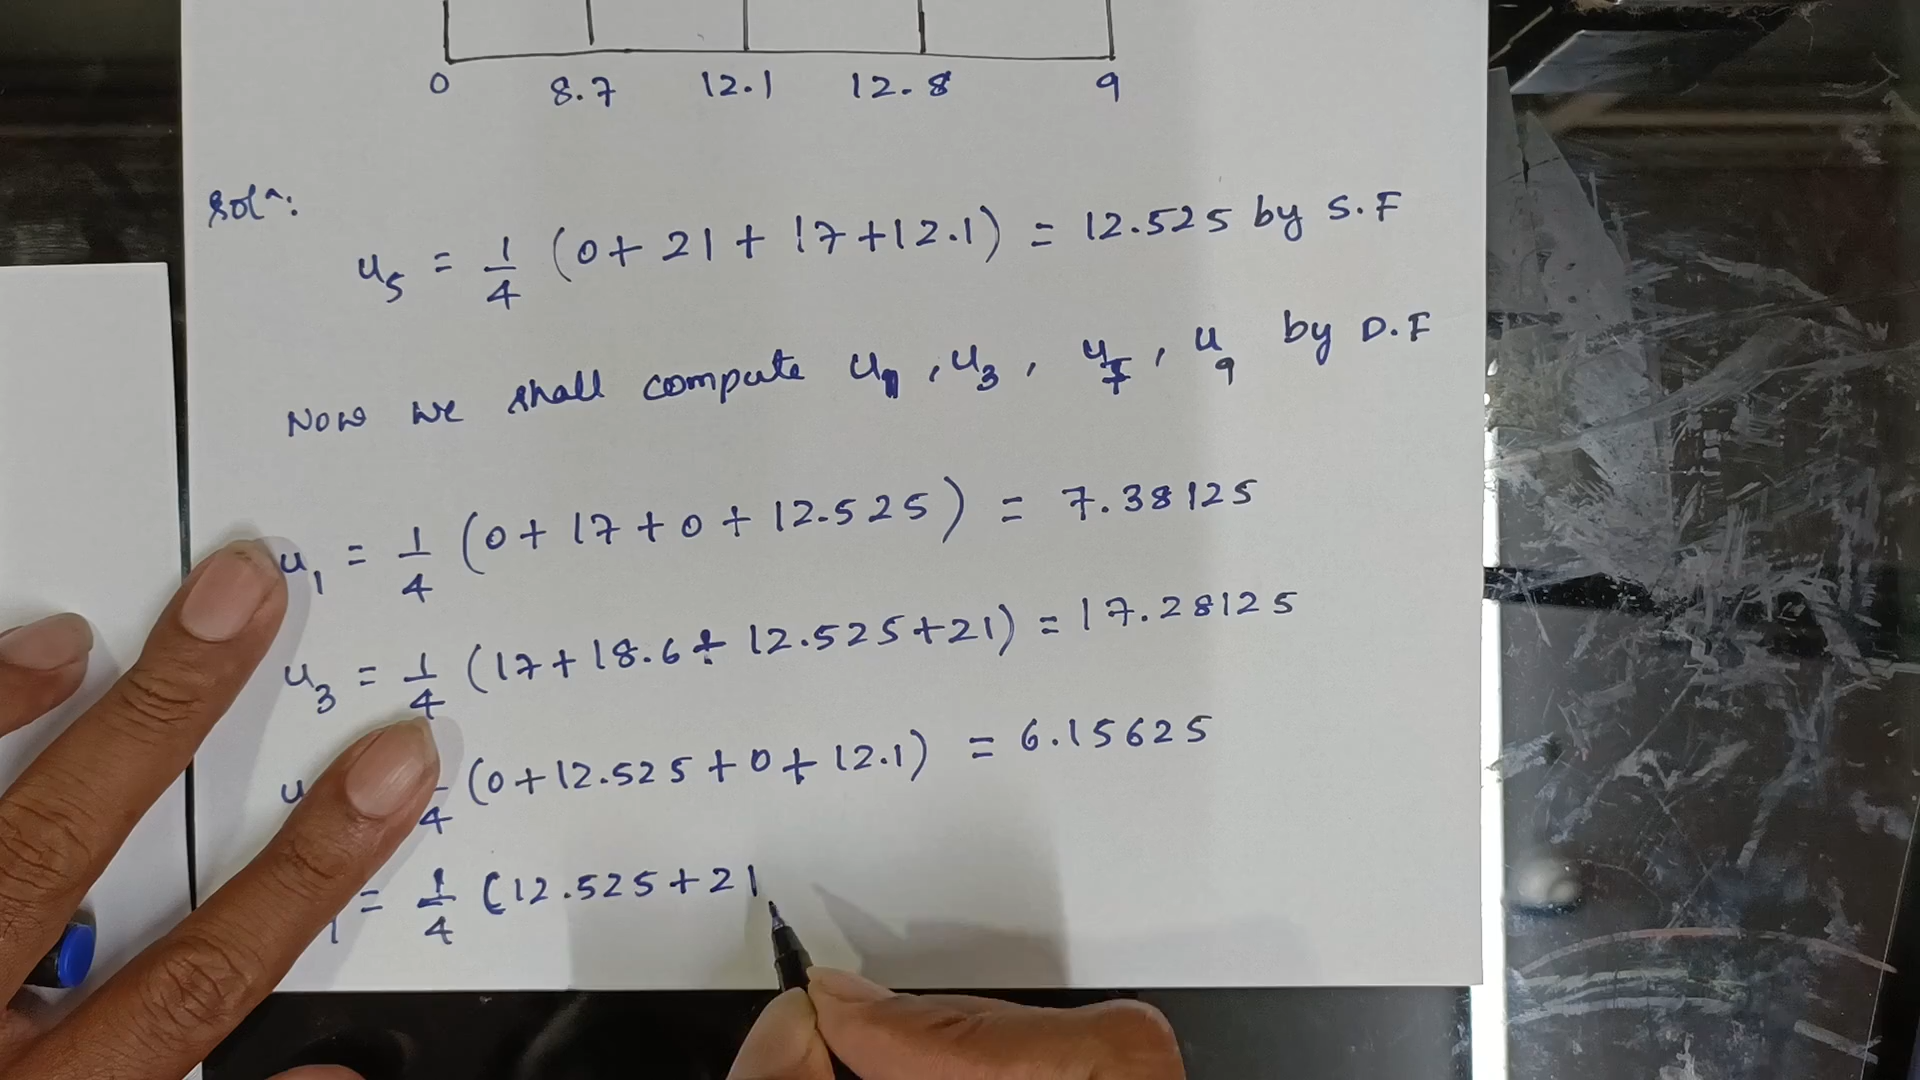 0 8.7 12.1 12.8 9
Solⁿ:
u₅ = 1/4 (0+ 21 + 17+12.1) = 12.525 by S.F
Now we shall compute u₁, u₃, u₇, u₉ by D.F
u₁ = 1/4 (0+ 17 + 0 + 12.525) = 7.38125
u₃ = 1/4 (17+ 18.6+ 12.525+21) = 17.28125
u 4 (0+12.525+0+ 12.1) = 6.15625
= 1/4 (12.525+21